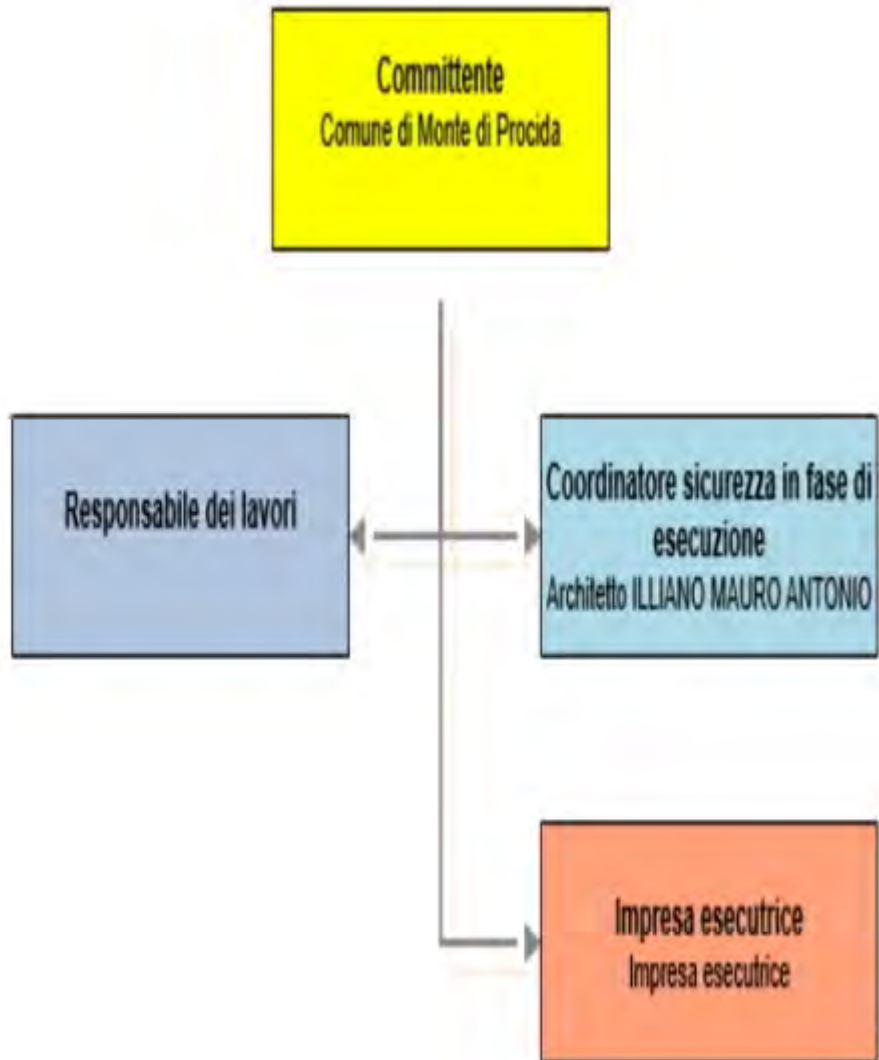 Committente
Comune di Monte di Procida
Responsabile dei lavori
Coordinatore sicurezza in fase di
esecuzione
Architetto ILLIANO MAURO ANTONIO
Impresa esecutrice
Impresa esecutrice